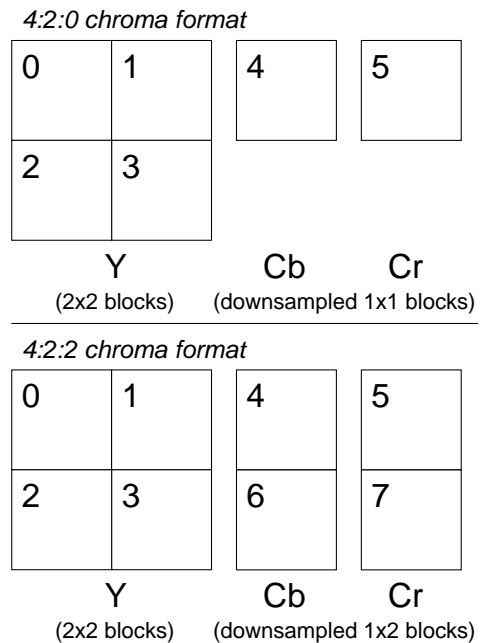 4:2:0 chroma format
0 1 4 5
2 3
Y Cb Cr
(2x2 blocks) (downsampled 1x1 blocks)
4:2:2 chroma format
0 1 4 5
2 3 6 7
Y Cb Cr
(2x2 blocks) (downsampled 1x2 blocks)